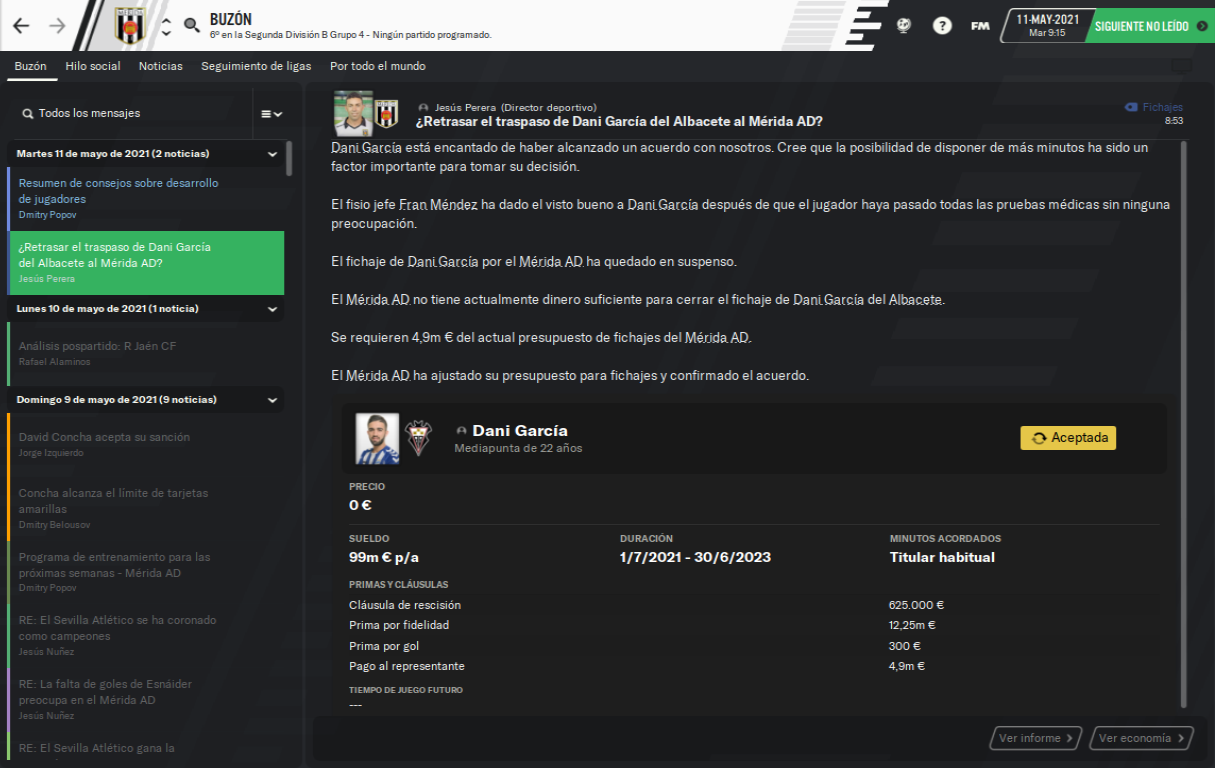 BUZÓN
6º en la Segunda División B Grupo 4 - Ningún partido programado.
?
FM
11-MAY-2021
Mar 9:15
SIGUIENTE NO LEÍDO
Buzón
Hilo social
Noticias
Seguimiento de ligas
Por todo el mundo
Todos los mensajes
Martes 11 de mayo de 2021 (2 noticias)
Resumen de consejos sobre desarrollo
de jugadores
Dmitry Popov
¿Retrasar el traspaso de Dani García
del Albacete al Mérida AD?
Jesús Perera
Lunes 10 de mayo de 2021 (1 noticia)
Análisis pospartido: R Jaén CF
Rafael Alaminos
Domingo 9 de mayo de 2021 (9 noticias)
David Concha acepta su sanción
Jorge Izquierdo
Concha alcanza el límite de tarjetas
amarillas
Dmitry Belousov
Programa de entrenamiento para las
próximas semanas - Mérida AD
Dmitry Popov
RE: El Sevilla Atlético se ha coronado
como campeones
Jesús Nuñez
RE: La falta de goles de Esnáider
preocupa en el Mérida AD
Jesús Nuñez
RE: El Sevilla Atlético gana la
Jesús Perera (Director deportivo)
¿Retrasar el traspaso de Dani García del Albacete al Mérida AD?
Fichajes
8:53
Dani García está encantado de haber alcanzado un acuerdo con nosotros. Cree que la posibilidad de disponer de más minutos ha sido un
factor importante para tomar su decisión.
El fisio jefe Fran Méndez ha dado el visto bueno a Dani García después de que el jugador haya pasado todas las pruebas médicas sin ninguna
preocupación.
El fichaje de Dani García por el Mérida AD ha quedado en suspenso.
El Mérida AD no tiene actualmente dinero suficiente para cerrar el fichaje de Dani García del Albacete.
Se requieren 4,9m € del actual presupuesto de fichajes del Mérida AD.
El Mérida AD ha ajustado su presupuesto para fichajes y confirmado el acuerdo.
Dani García
Mediapunta de 22 años
Aceptada
PRECIO
0 €
SUELDO
99m € p/a
DURACIÓN
1/7/2021 - 30/6/2023
MINUTOS ACORDADOS
Titular habitual
PRIMAS Y CLÁUSULAS
Cláusula de rescisión 625.000 €
Prima por fidelidad 12,25m €
Prima por gol 300 €
Pago al representante 4,9m €
TIEMPO DE JUEGO FUTURO
---
Ver informe
Ver economía